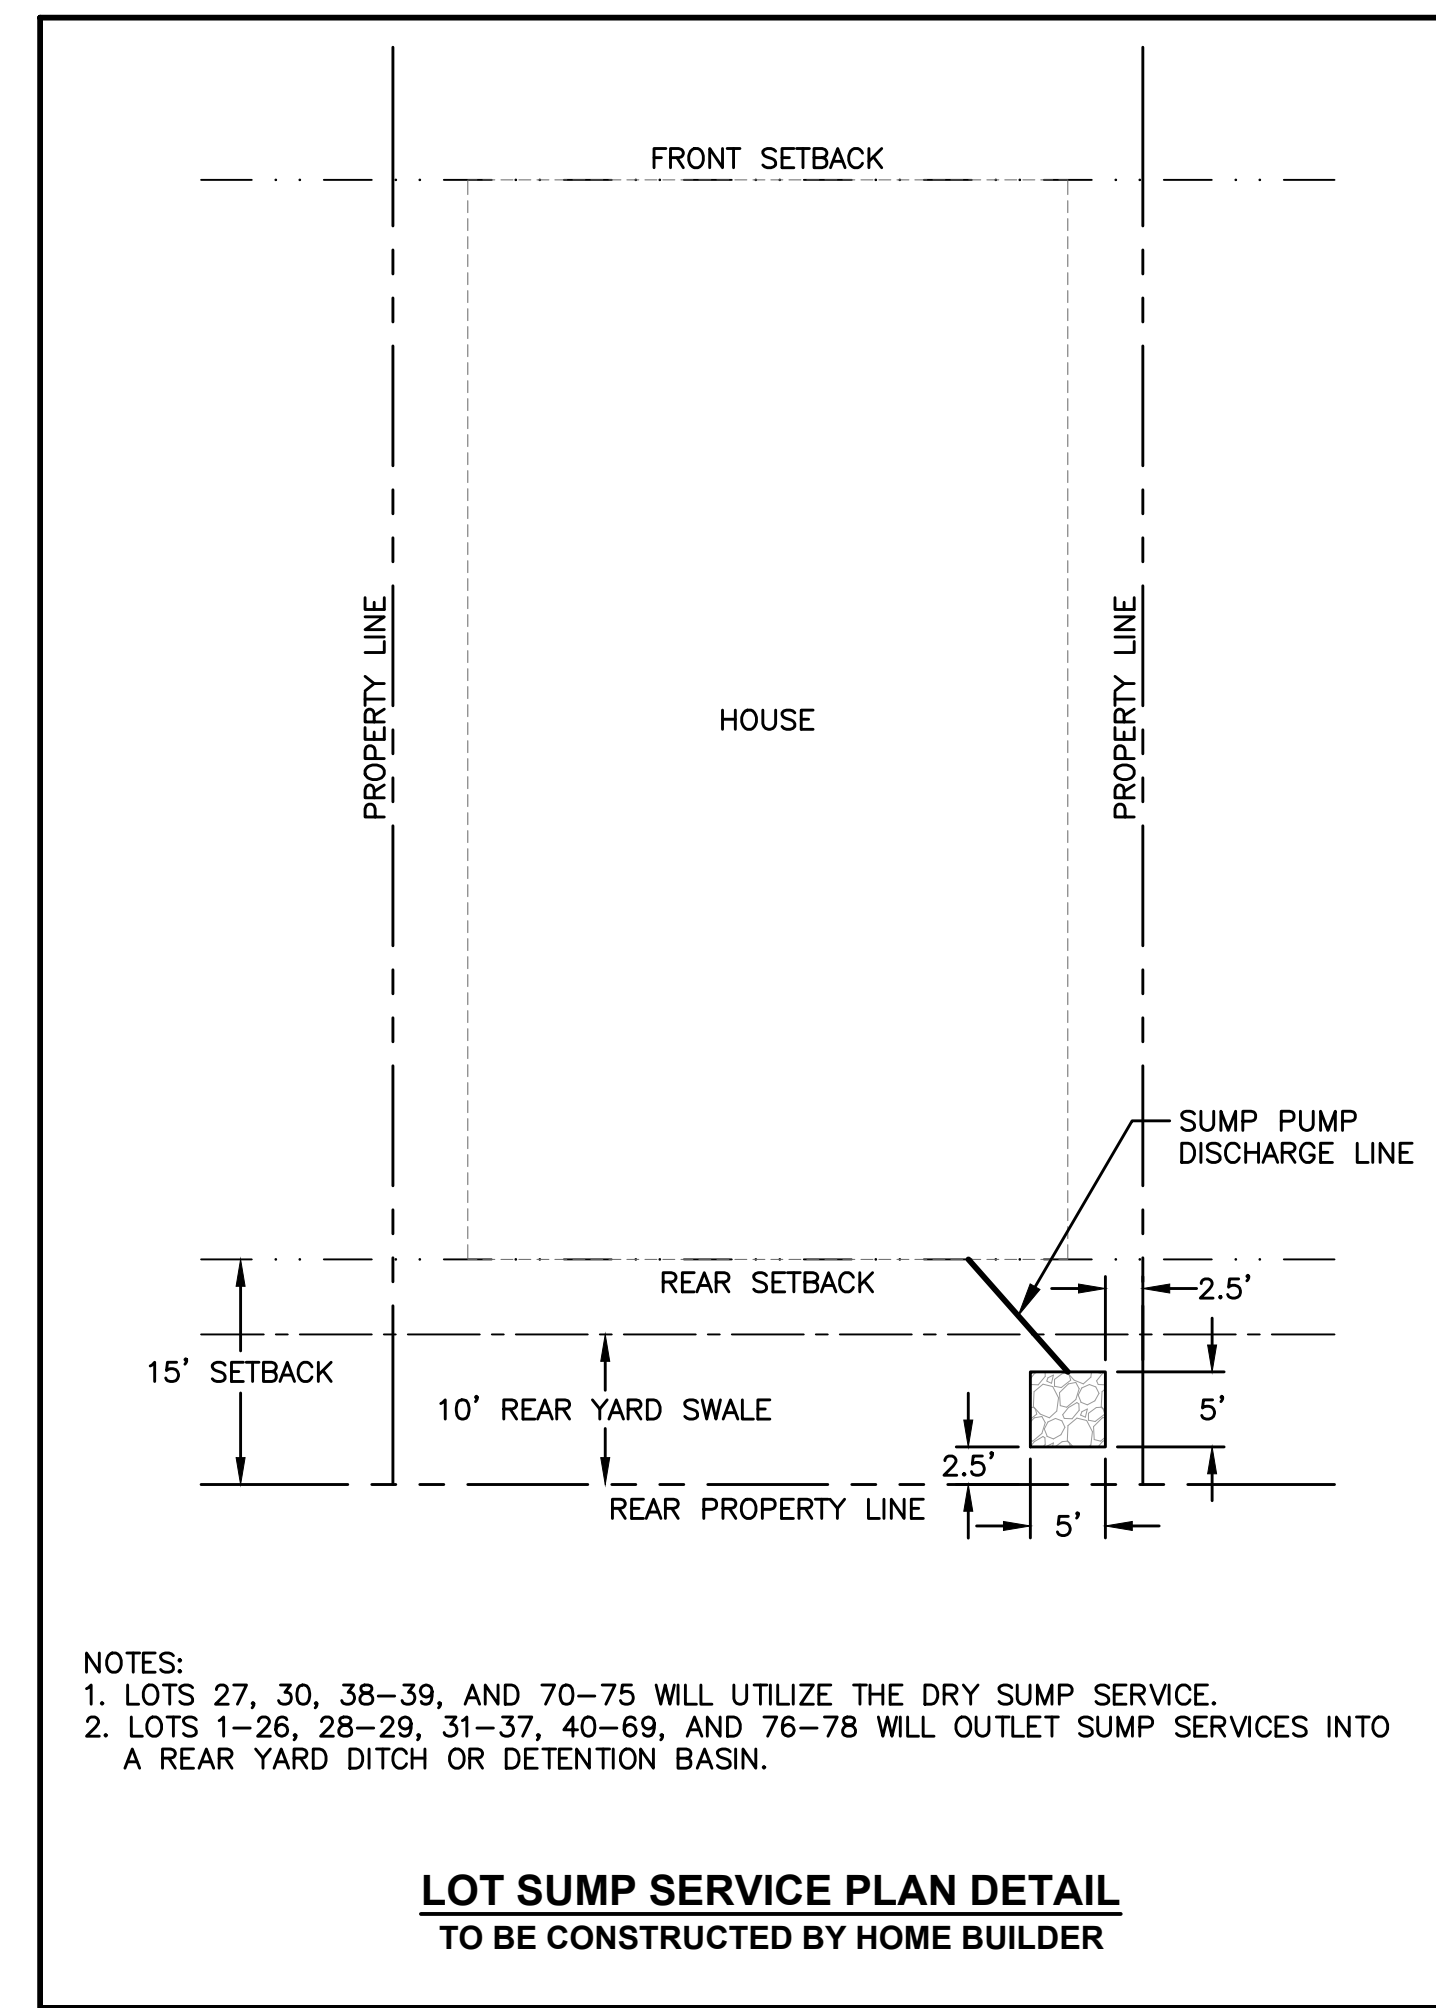 FRONT SETBACK
PROPERTY LINE
PROPERTY LINE
HOUSE
SUMP PUMP
DISCHARGE LINE
REAR SETBACK
2.5'
15' SETBACK
10' REAR YARD SWALE
5'
2.5'
REAR PROPERTY LINE
5'
NOTES:
1. LOTS 27, 30, 38-39, AND 70-75 WILL UTILIZE THE DRY SUMP SERVICE.
2. LOTS 1-26, 28-29, 31-37, 40-69, AND 76-78 WILL OUTLET SUMP SERVICES INTO
A REAR YARD DITCH OR DETENTION BASIN.
LOT SUMP SERVICE PLAN DETAIL
TO BE CONSTRUCTED BY HOME BUILDER